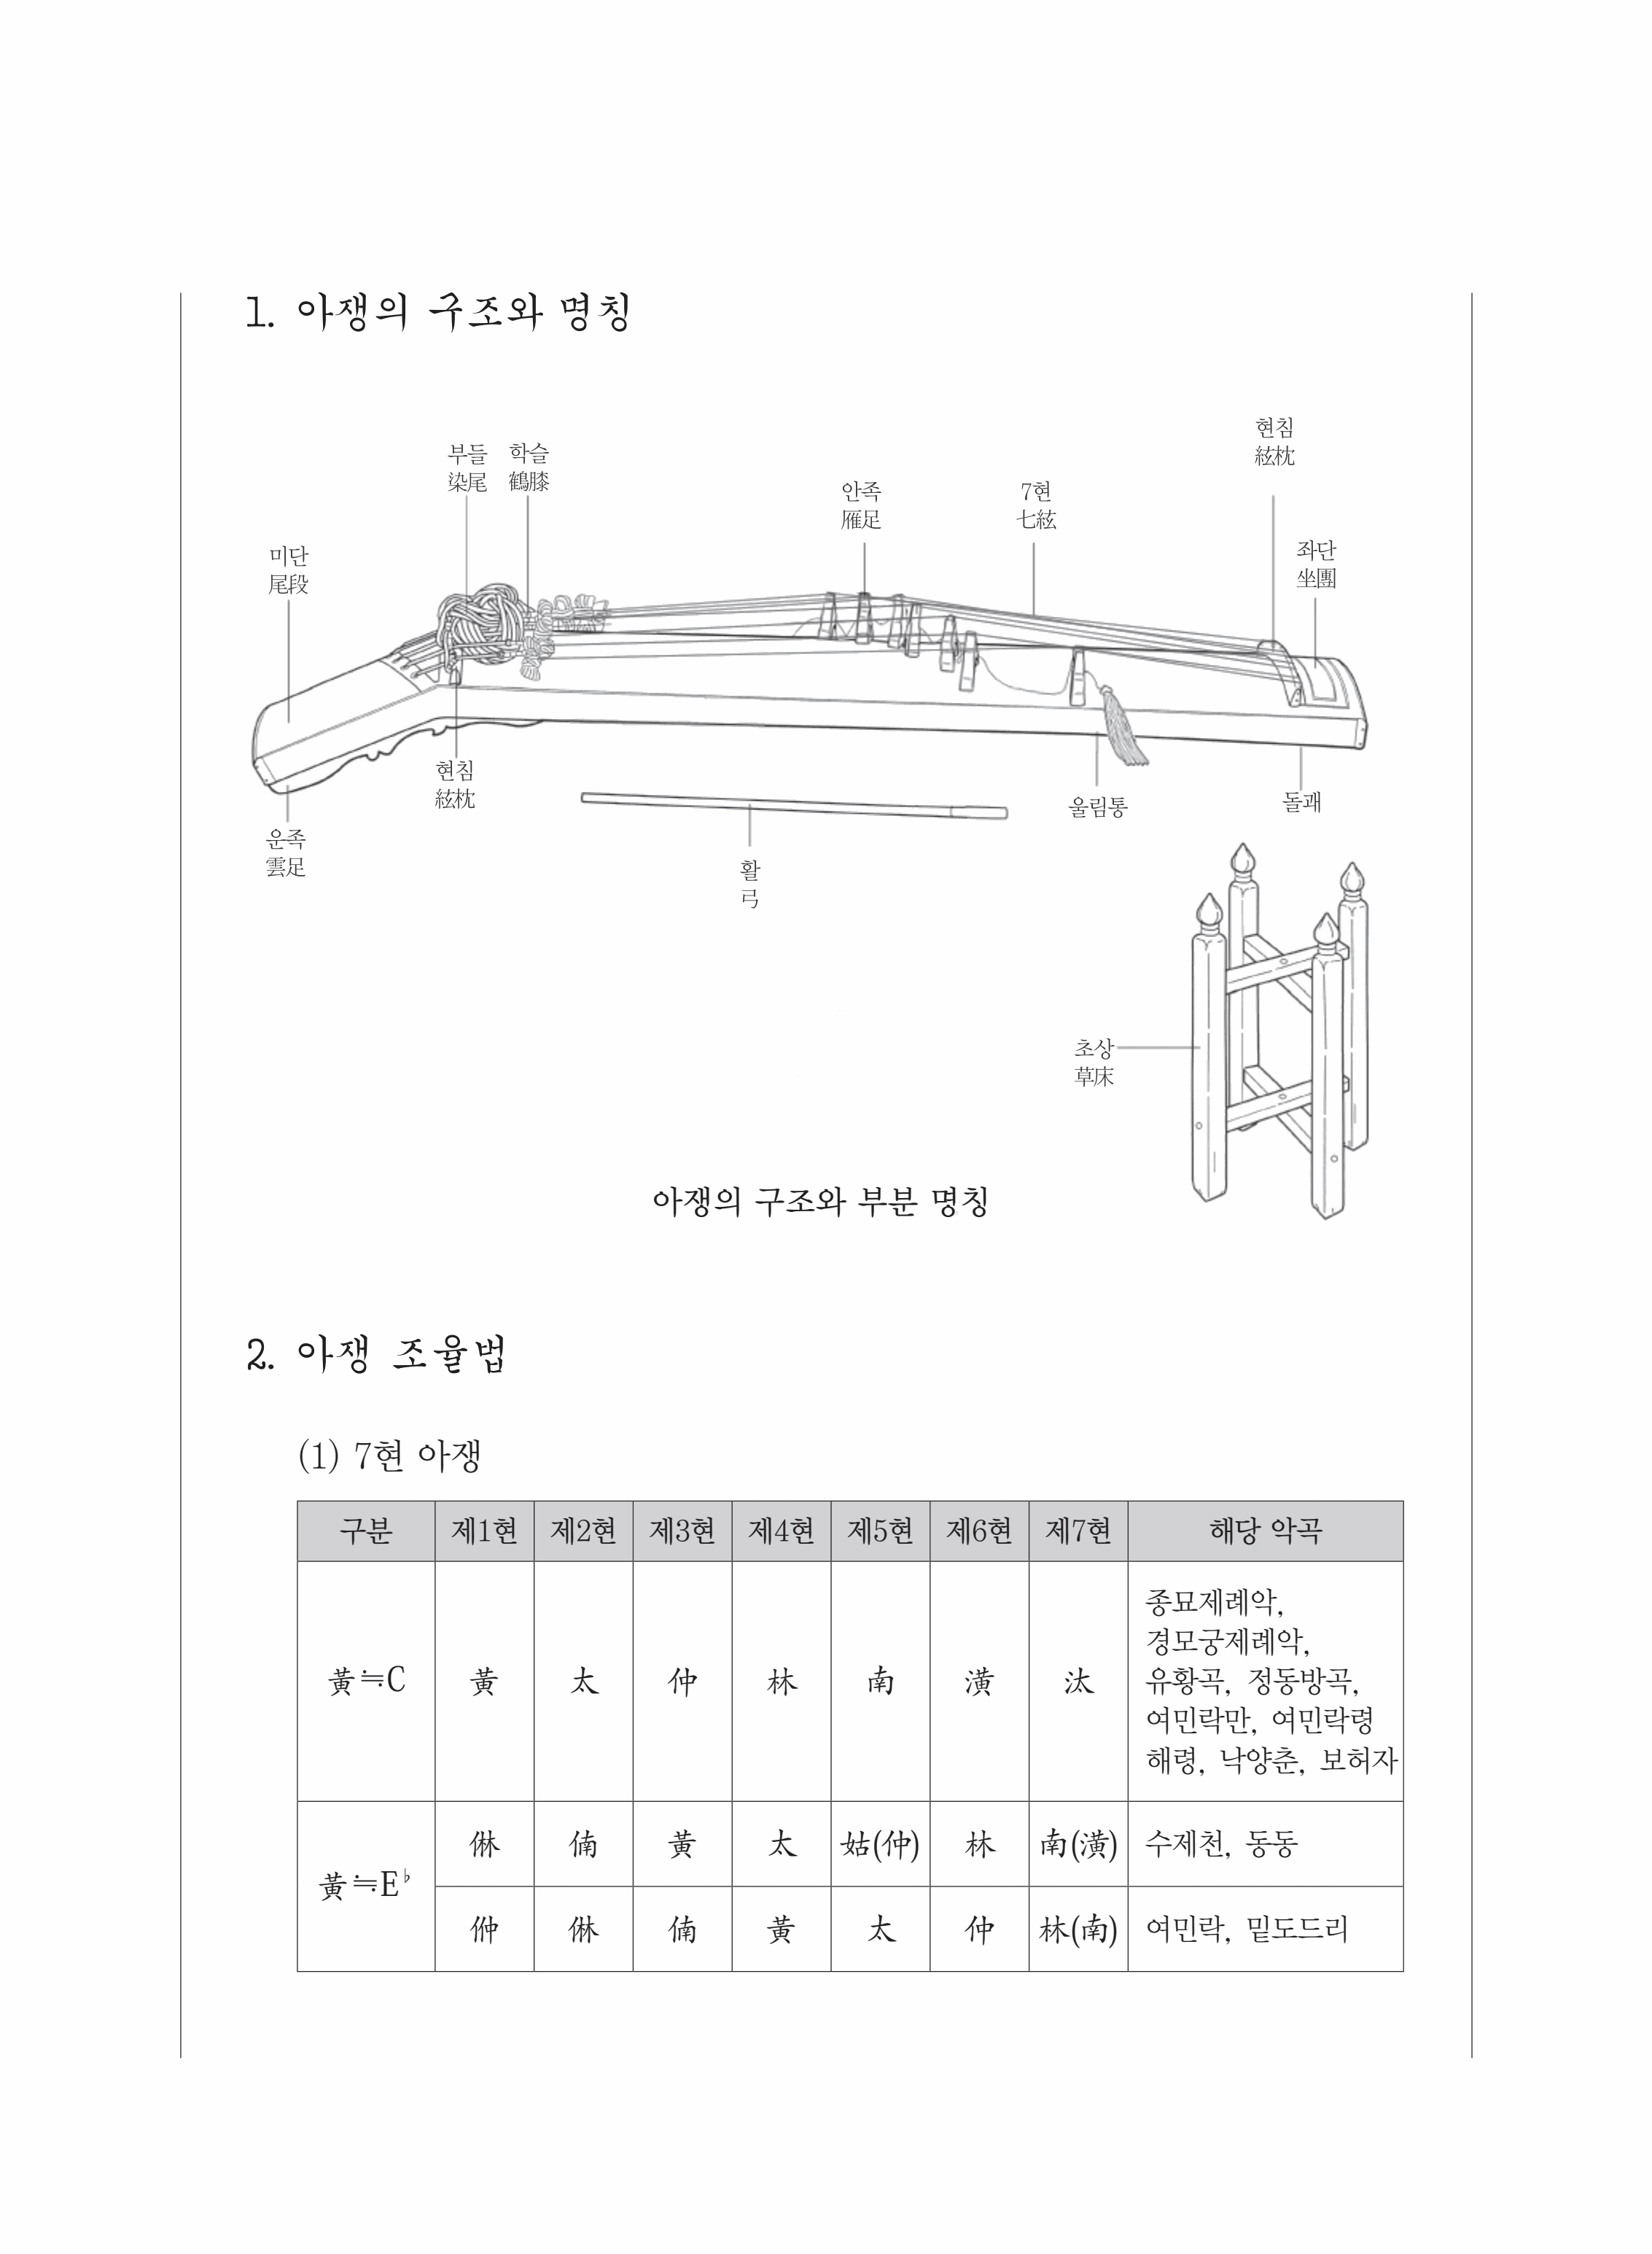 1. 아쟁의 구조와 명칭
현침
絃枕
부들
染尾
학슬
鶴膝
안족
雁足
7현
七絃
좌단
坐團
미단
尾段
현침
絃枕
울림통
돌괘
운족
雲足
활
弓
초상
草床
아쟁의 구조와 부분 명칭
2. 아쟁 조율법
(1) 7현 아쟁
구분 제1현 제2현 제3현 제4현 제5현 제6현 제7현 해당 악곡
黃≒C 黃 太 仲 林 南 潢 汰
종묘제례악,
경모궁제례악,
유황곡, 정동방곡,
여민락만, 여민락령
해령, 낙양춘, 보허자
黃≒E♭
㑣 㑲 黃 太 姑(仲) 林 南(潢) 수제천, 동동
㑖 㑣 㑲 黃 太 仲 林(南) 여민락, 밑도드리